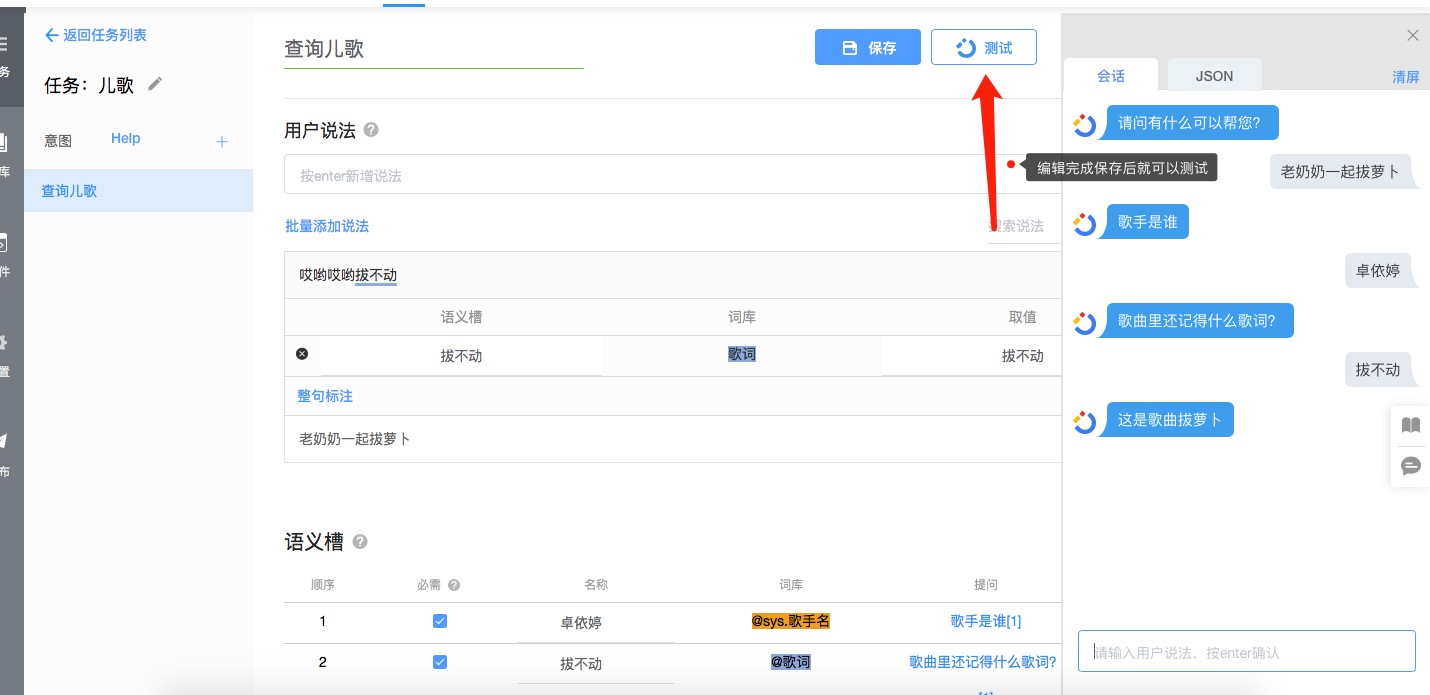 返回任务列表
任务：儿歌
意图 Help +
查询儿歌
务
库
件
置
布
查询儿歌
保存
测试
用户说法 ?
按enter新增说法
编辑完成保存后就可以测试
批量添加说法
搜索说法
哎哟哎哟拔不动
语义槽 词库 取值
拔不动 歌词 拔不动
整句标注
老奶奶一起拔萝卜
语义槽 ?
顺序 必需 ? 名称 词库 提问
1 卓依婷 @sys.歌手名 歌手是谁[1]
2 拔不动 @歌词 歌曲里还记得什么歌词?
[1]
会话 JSON 清屏
请问有什么可以帮您?
老奶奶一起拔萝卜
歌手是谁
卓依婷
歌曲里还记得什么歌词?
拔不动
这是歌曲拔萝卜
请输入用户说法，按enter确认